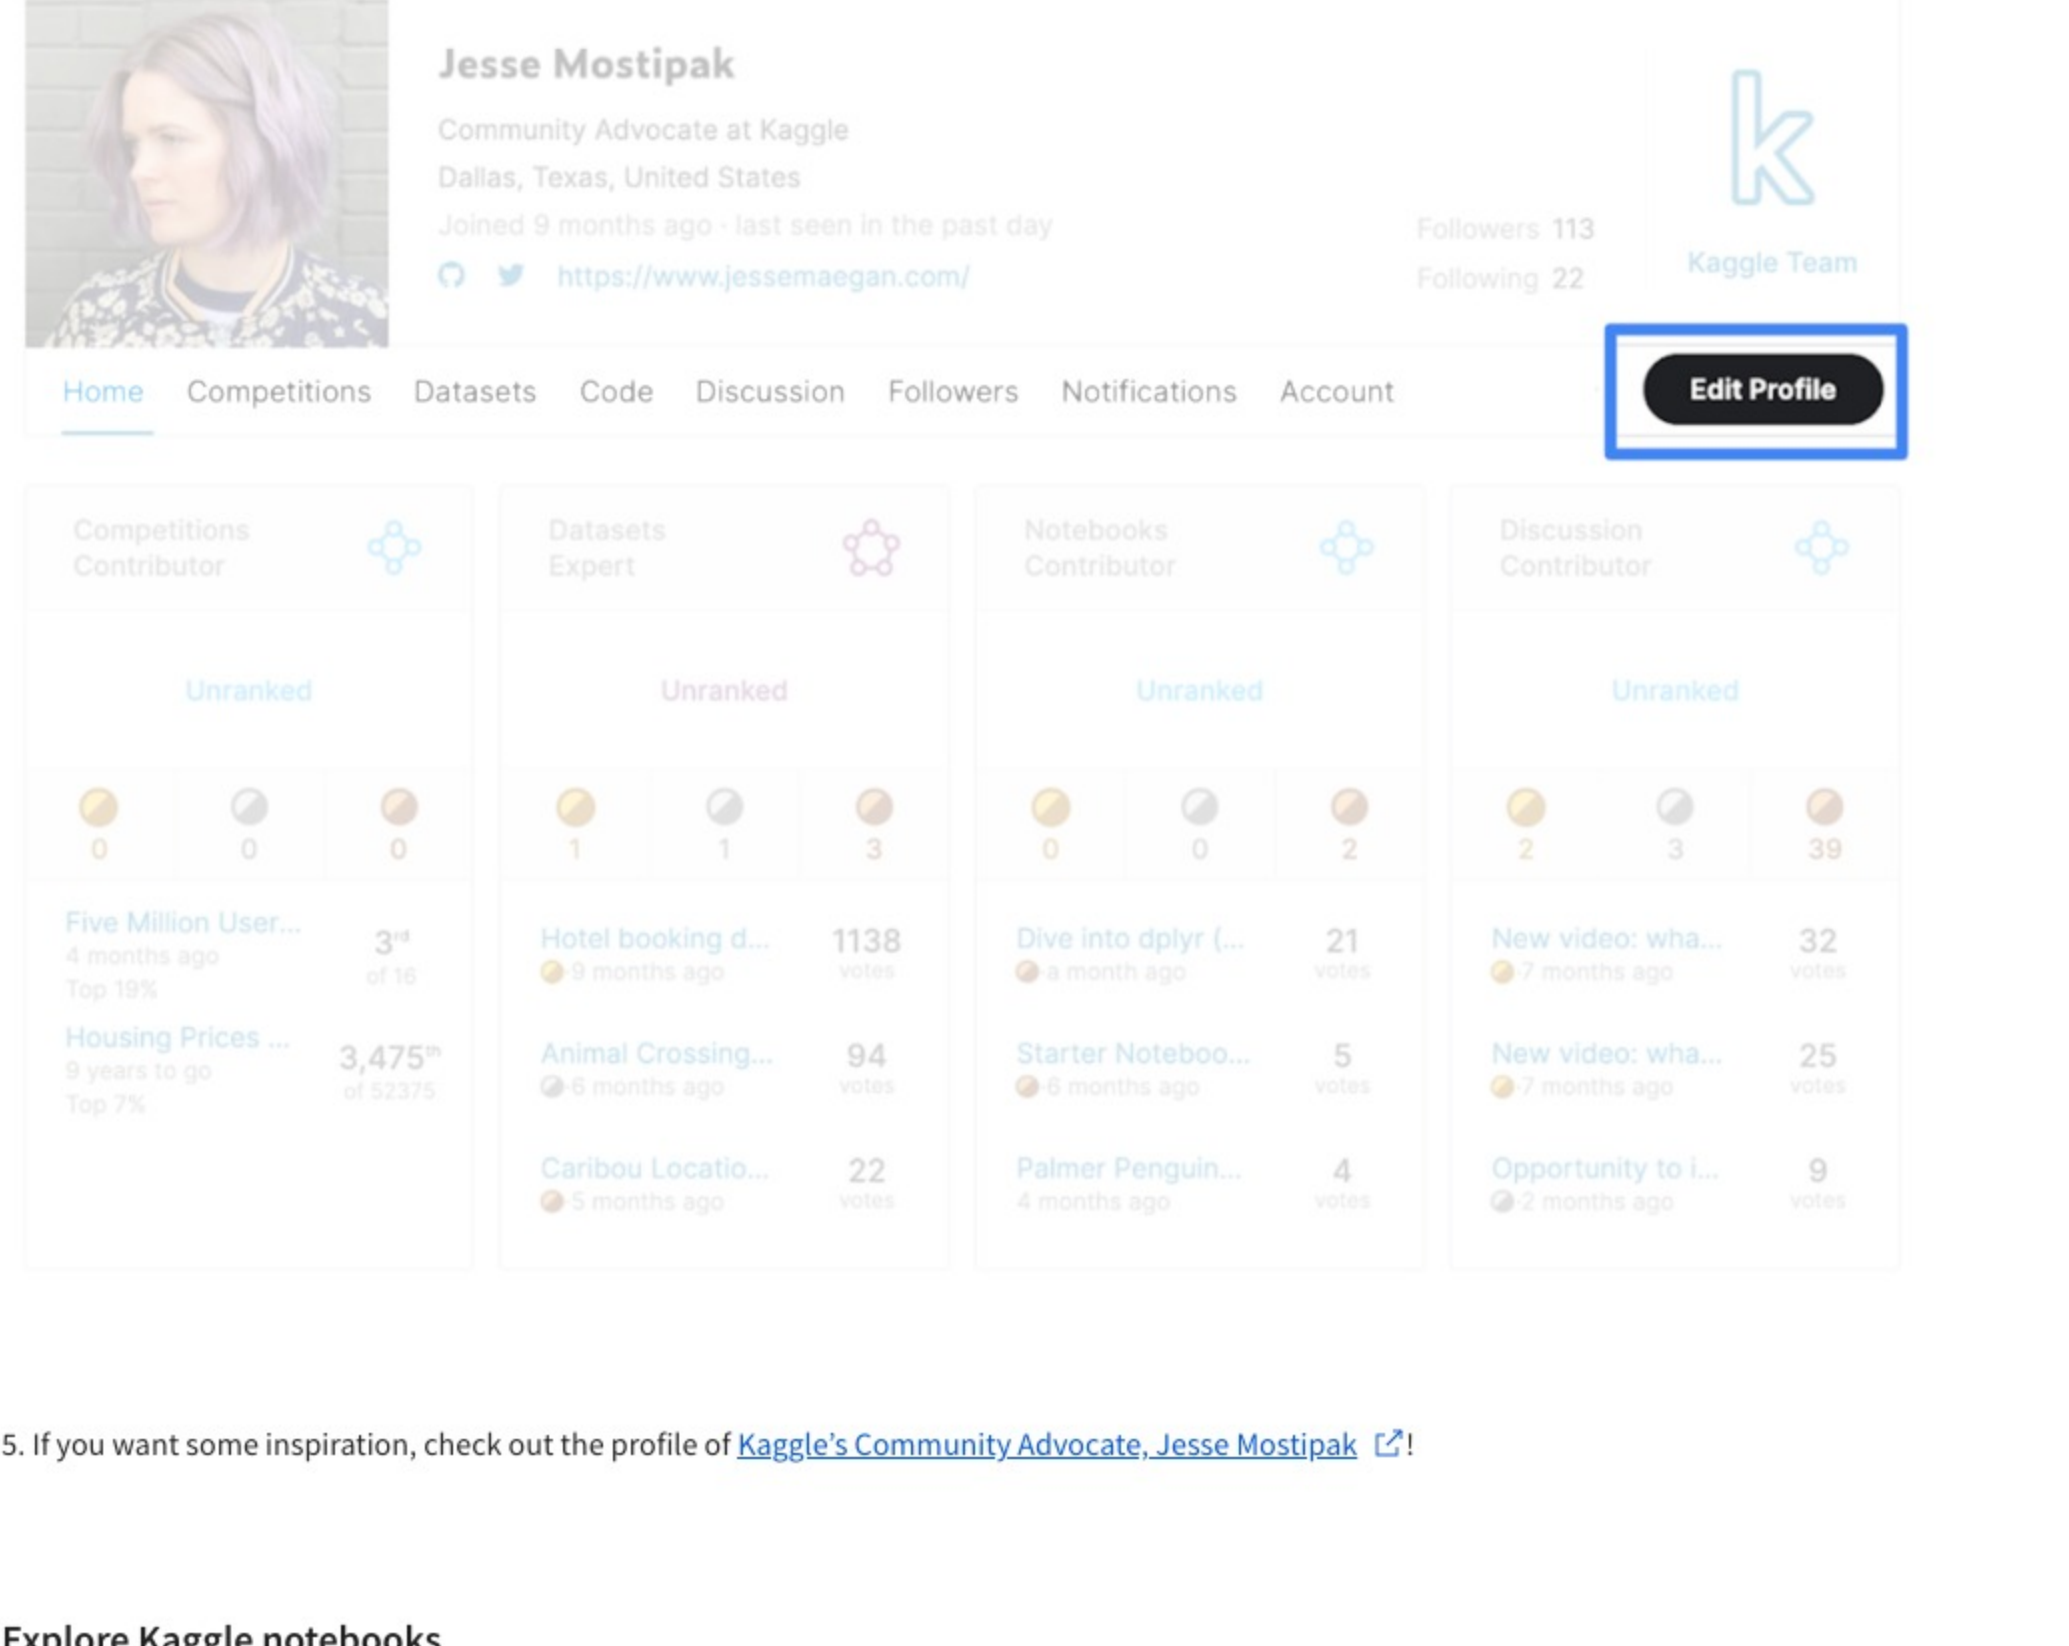 Jesse Mostipak
Community Advocate at Kaggle
Dallas, Texas, United States
Joined 9 months ago · last seen in the past day
https://www.jessemaegan.com/
Followers 113
Following 22
k
Kaggle Team
Home Competitions Datasets Code Discussion Followers Notifications Account
Edit Profile
Competitions
Contributor
Unranked
0 0 0
Five Million User...
4 months ago
Top 19%
3rd
of 16
Housing Prices ...
9 years to go
Top 7%
3,475th
of 52375
Datasets
Expert
Unranked
1 1 3
Hotel booking d...
9 months ago
1138
votes
Animal Crossing...
6 months ago
94
votes
Caribou Locatio...
5 months ago
22
votes
Notebooks
Contributor
Unranked
0 0 2
Dive into dplyr (...
a month ago
21
votes
Starter Noteboo...
6 months ago
5
votes
Palmer Penguin...
4 months ago
4
votes
Discussion
Contributor
Unranked
2 3 39
New video: wha...
7 months ago
32
votes
New video: wha...
7 months ago
25
votes
Opportunity to i...
2 months ago
9
votes
5. If you want some inspiration, check out the profile of Kaggle’s Community Advocate, Jesse Mostipak !
Explore Kaggle notebooks